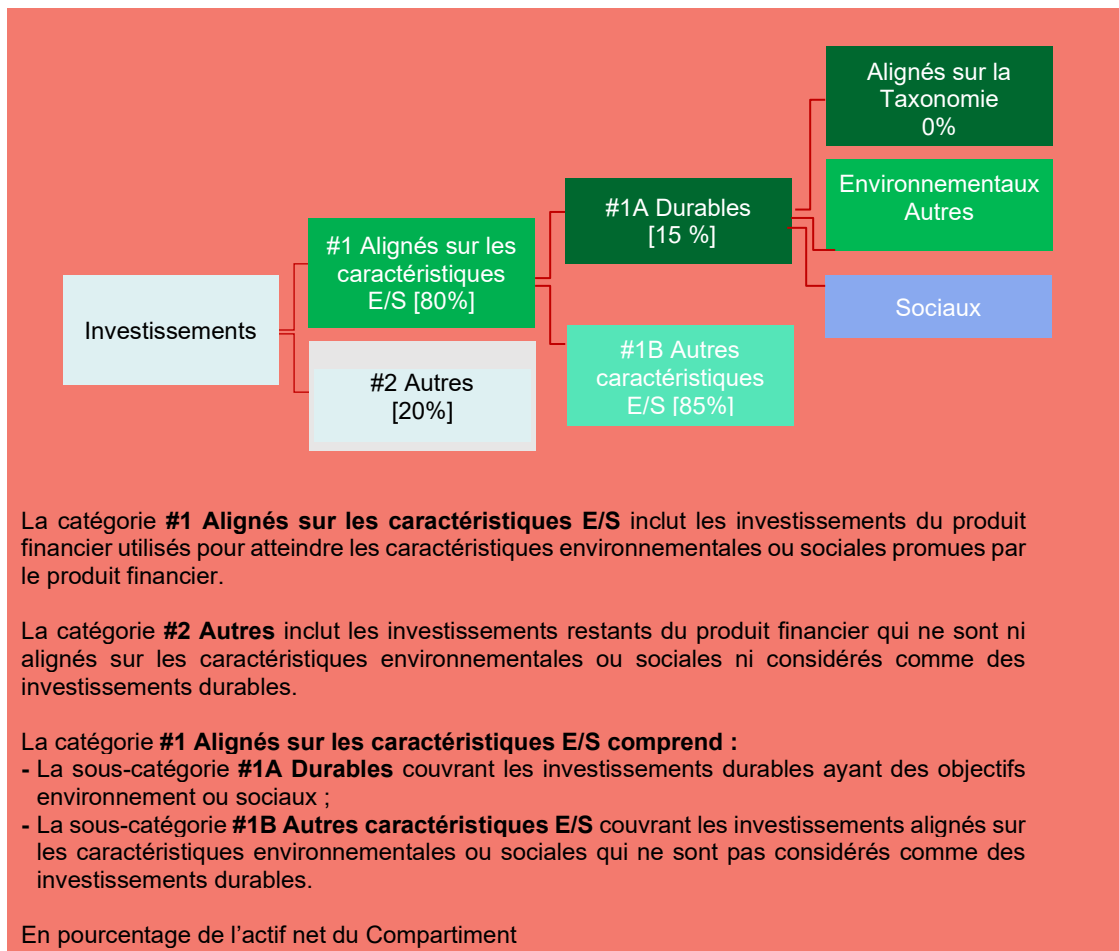 Alignés sur la
Taxonomie
0%
Environnementaux
Autres
#1A Durables
[15 %]
#1 Alignés sur les
caractéristiques
E/S [80%]
Sociaux
Investissements
#1B Autres
caractéristiques
E/S [85%]
#2 Autres
[20%]
La catégorie #1 Alignés sur les caractéristiques E/S inclut les investissements du produit
financier utilisés pour atteindre les caractéristiques environnementales ou sociales promues par
le produit financier.
La catégorie #2 Autres inclut les investissements restants du produit financier qui ne sont ni
alignés sur les caractéristiques environnementales ou sociales ni considérés comme des
investissements durables.
La catégorie #1 Alignés sur les caractéristiques E/S comprend :
- La sous-catégorie #1A Durables couvrant les investissements durables ayant des objectifs
environnement ou sociaux ;
- La sous-catégorie #1B Autres caractéristiques E/S couvrant les investissements alignés sur
les caractéristiques environnementales ou sociales qui ne sont pas considérés comme des
investissements durables.
En pourcentage de l'actif net du Compartiment